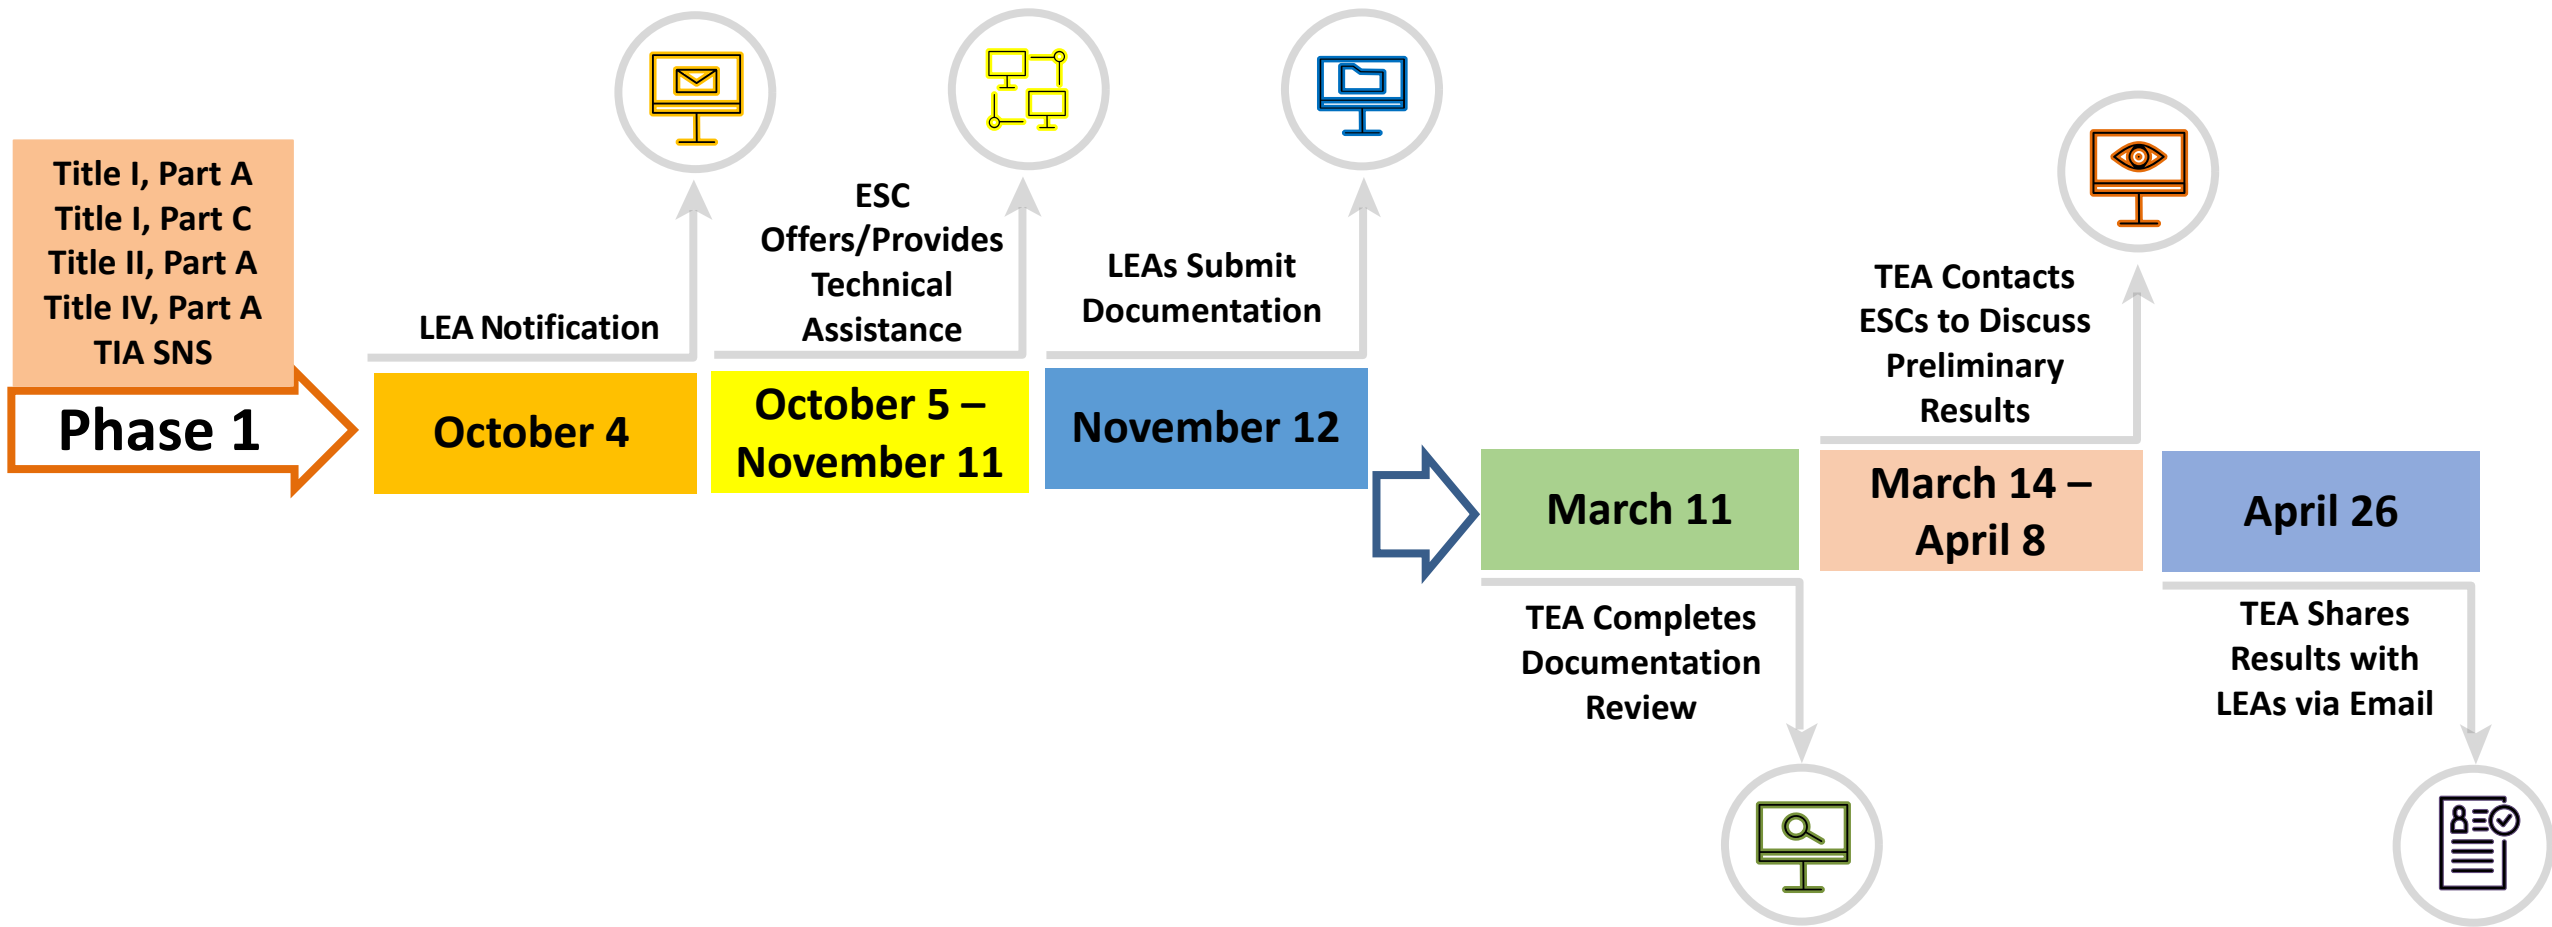 Title I, Part A
Title I, Part C
Title II, Part A
Title IV, Part A
TIA SNS
Phase 1
LEA Notification
October 4
ESC
Offers/Provides
Technical
Assistance
October 5 –
November 11
LEAs Submit
Documentation
November 12
March 11
TEA Completes
Documentation
Review
TEA Contacts
ESCs to Discuss
Preliminary
Results
March 14 –
April 8
April 26
TEA Shares
Results with
LEAs via Email